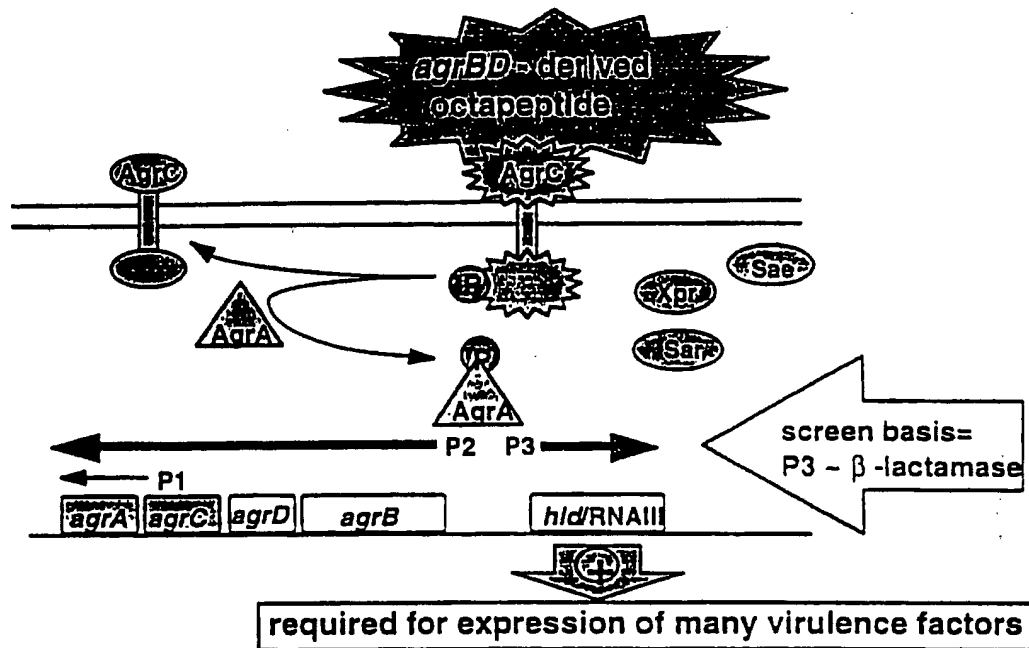 agrBD - derived
octapeptide
AgrC
AgrC
Sae
P
Xpr
AgrA
Sar
P
AgrA
P2 P3
screen basis=
P3 ~ β -lactamase
P1
agrA agrC agrD agrB hld/RNAIII
+
required for expression of many virulence factors